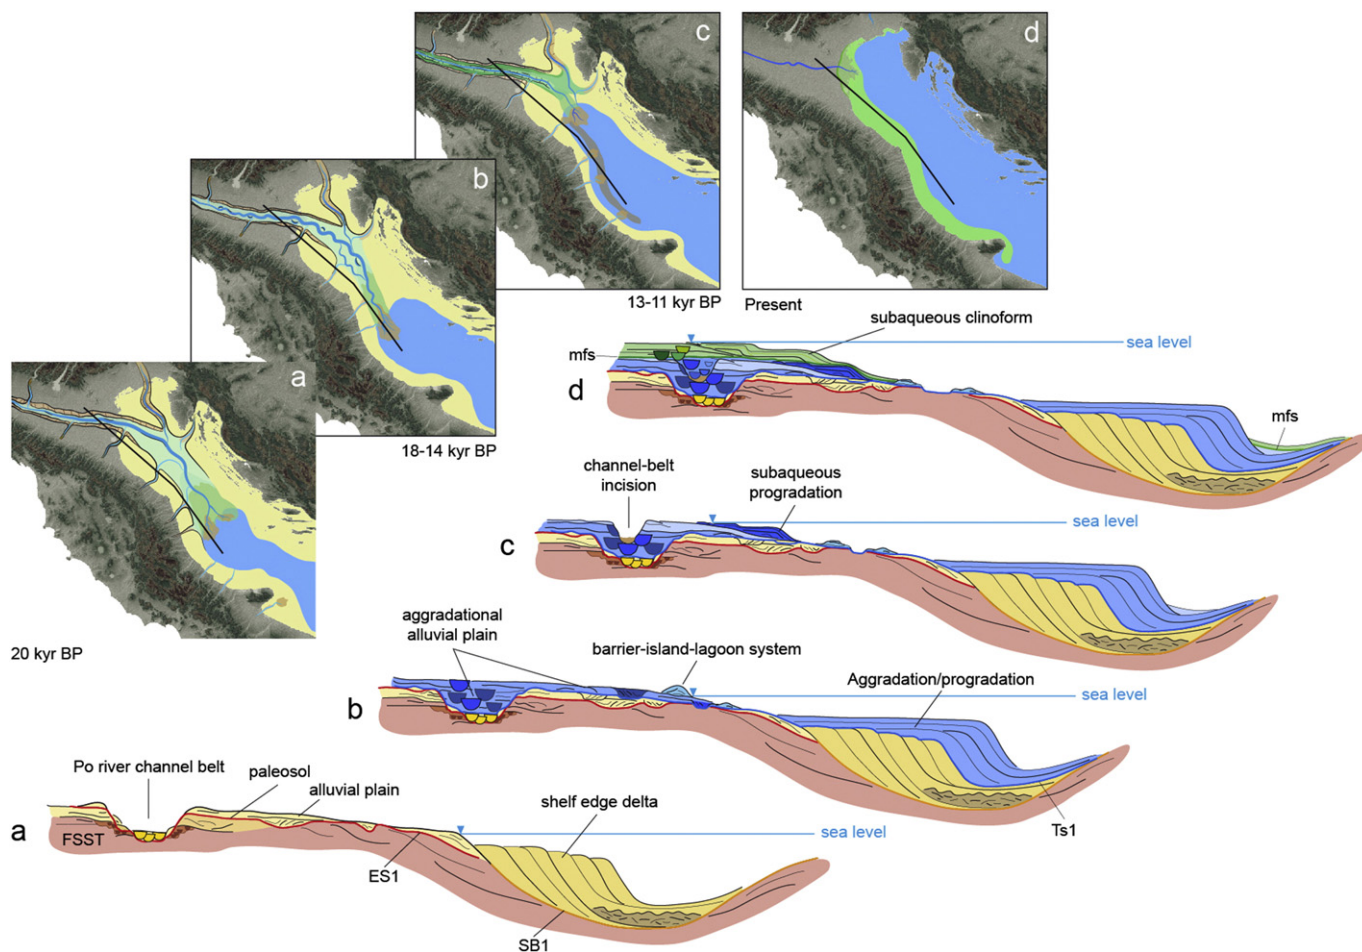 c
d
b
13-11 kyr BP
Present
subaqueous clinoform
mfs
sea level
a
d
18-14 kyr BP
mfs
channel-belt
incision
subaqueous
progradation
sea level
c
aggradational
alluvial plain
barrier-island-lagoon system
20 kyr BP
Aggradation/progradation
sea level
b
Po river channel belt
paleosol
alluvial plain
shelf edge delta
Ts1
a
FSST
sea level
ES1
SB1